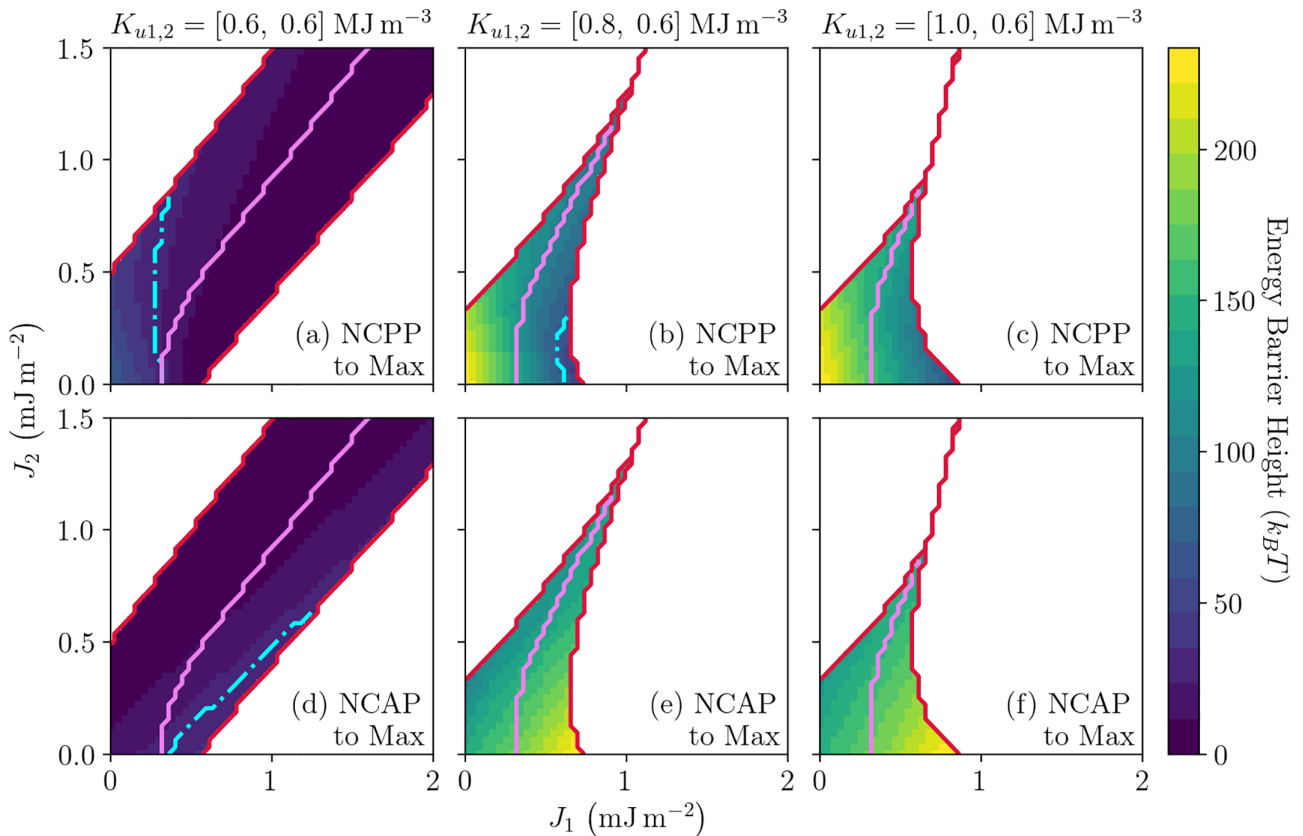 K_{u1,2} = [0.6, 0.6] MJ m⁻³
K_{u1,2} = [0.8, 0.6] MJ m⁻³
K_{u1,2} = [1.0, 0.6] MJ m⁻³
1.5
1.0
0.5
0.0
(a) NCPP
to Max
(b) NCPP
to Max
(c) NCPP
to Max
J₂ (mJ m⁻²)
1.5
1.0
0.5
0.0
(d) NCAP
to Max
(e) NCAP
to Max
(f) NCAP
to Max
0 1 2
0 1 2
0 1 2
J₁ (mJ m⁻²)
200
150
100
50
0
Energy Barrier Height (k_BT)